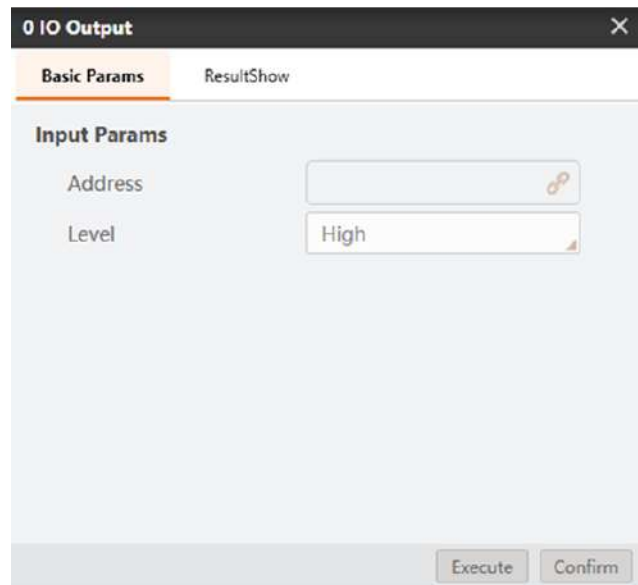 0 IO Output
Basic Params ResultShow
Input Params
Address
Level High
Execute Confirm